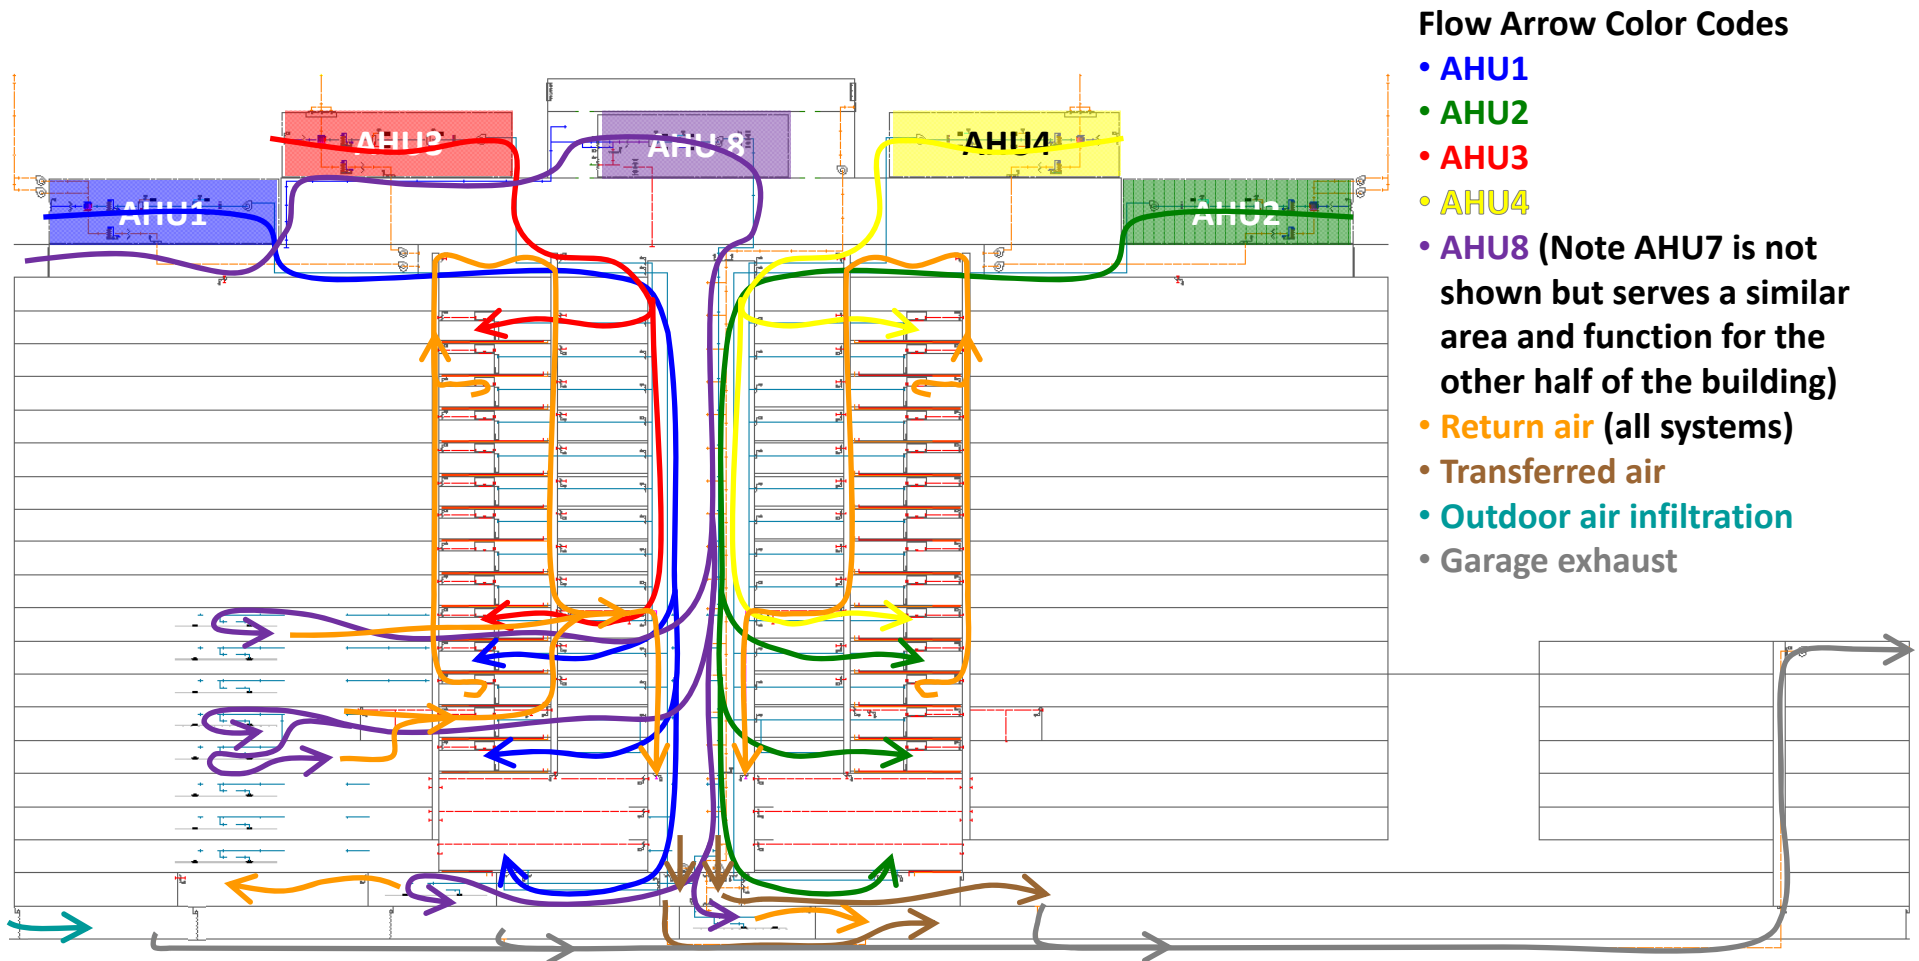 Flow Arrow Color Codes
• AHU1
• AHU2
• AHU3
• AHU4
• AHU8 (Note AHU7 is not
shown but serves a similar
area and function for the
other half of the building)
• Return air (all systems)
• Transferred air
• Outdoor air infiltration
• Garage exhaust
AHU3
AHU 8
AHU4
AHU1
AHU2